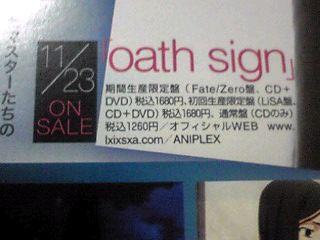 マスターたちの
11/23
ON
SALE
「oath sign」
期間生産限定盤(Fate/Zero盤、CD+
DVD)税込1680円、初回生産限定盤(LiSA盤、
CD+DVD)税込1680円、通常盤(CDのみ)
税込1260円/オフィシャルWEB www.
lxixsxa.com/ANIPLEX